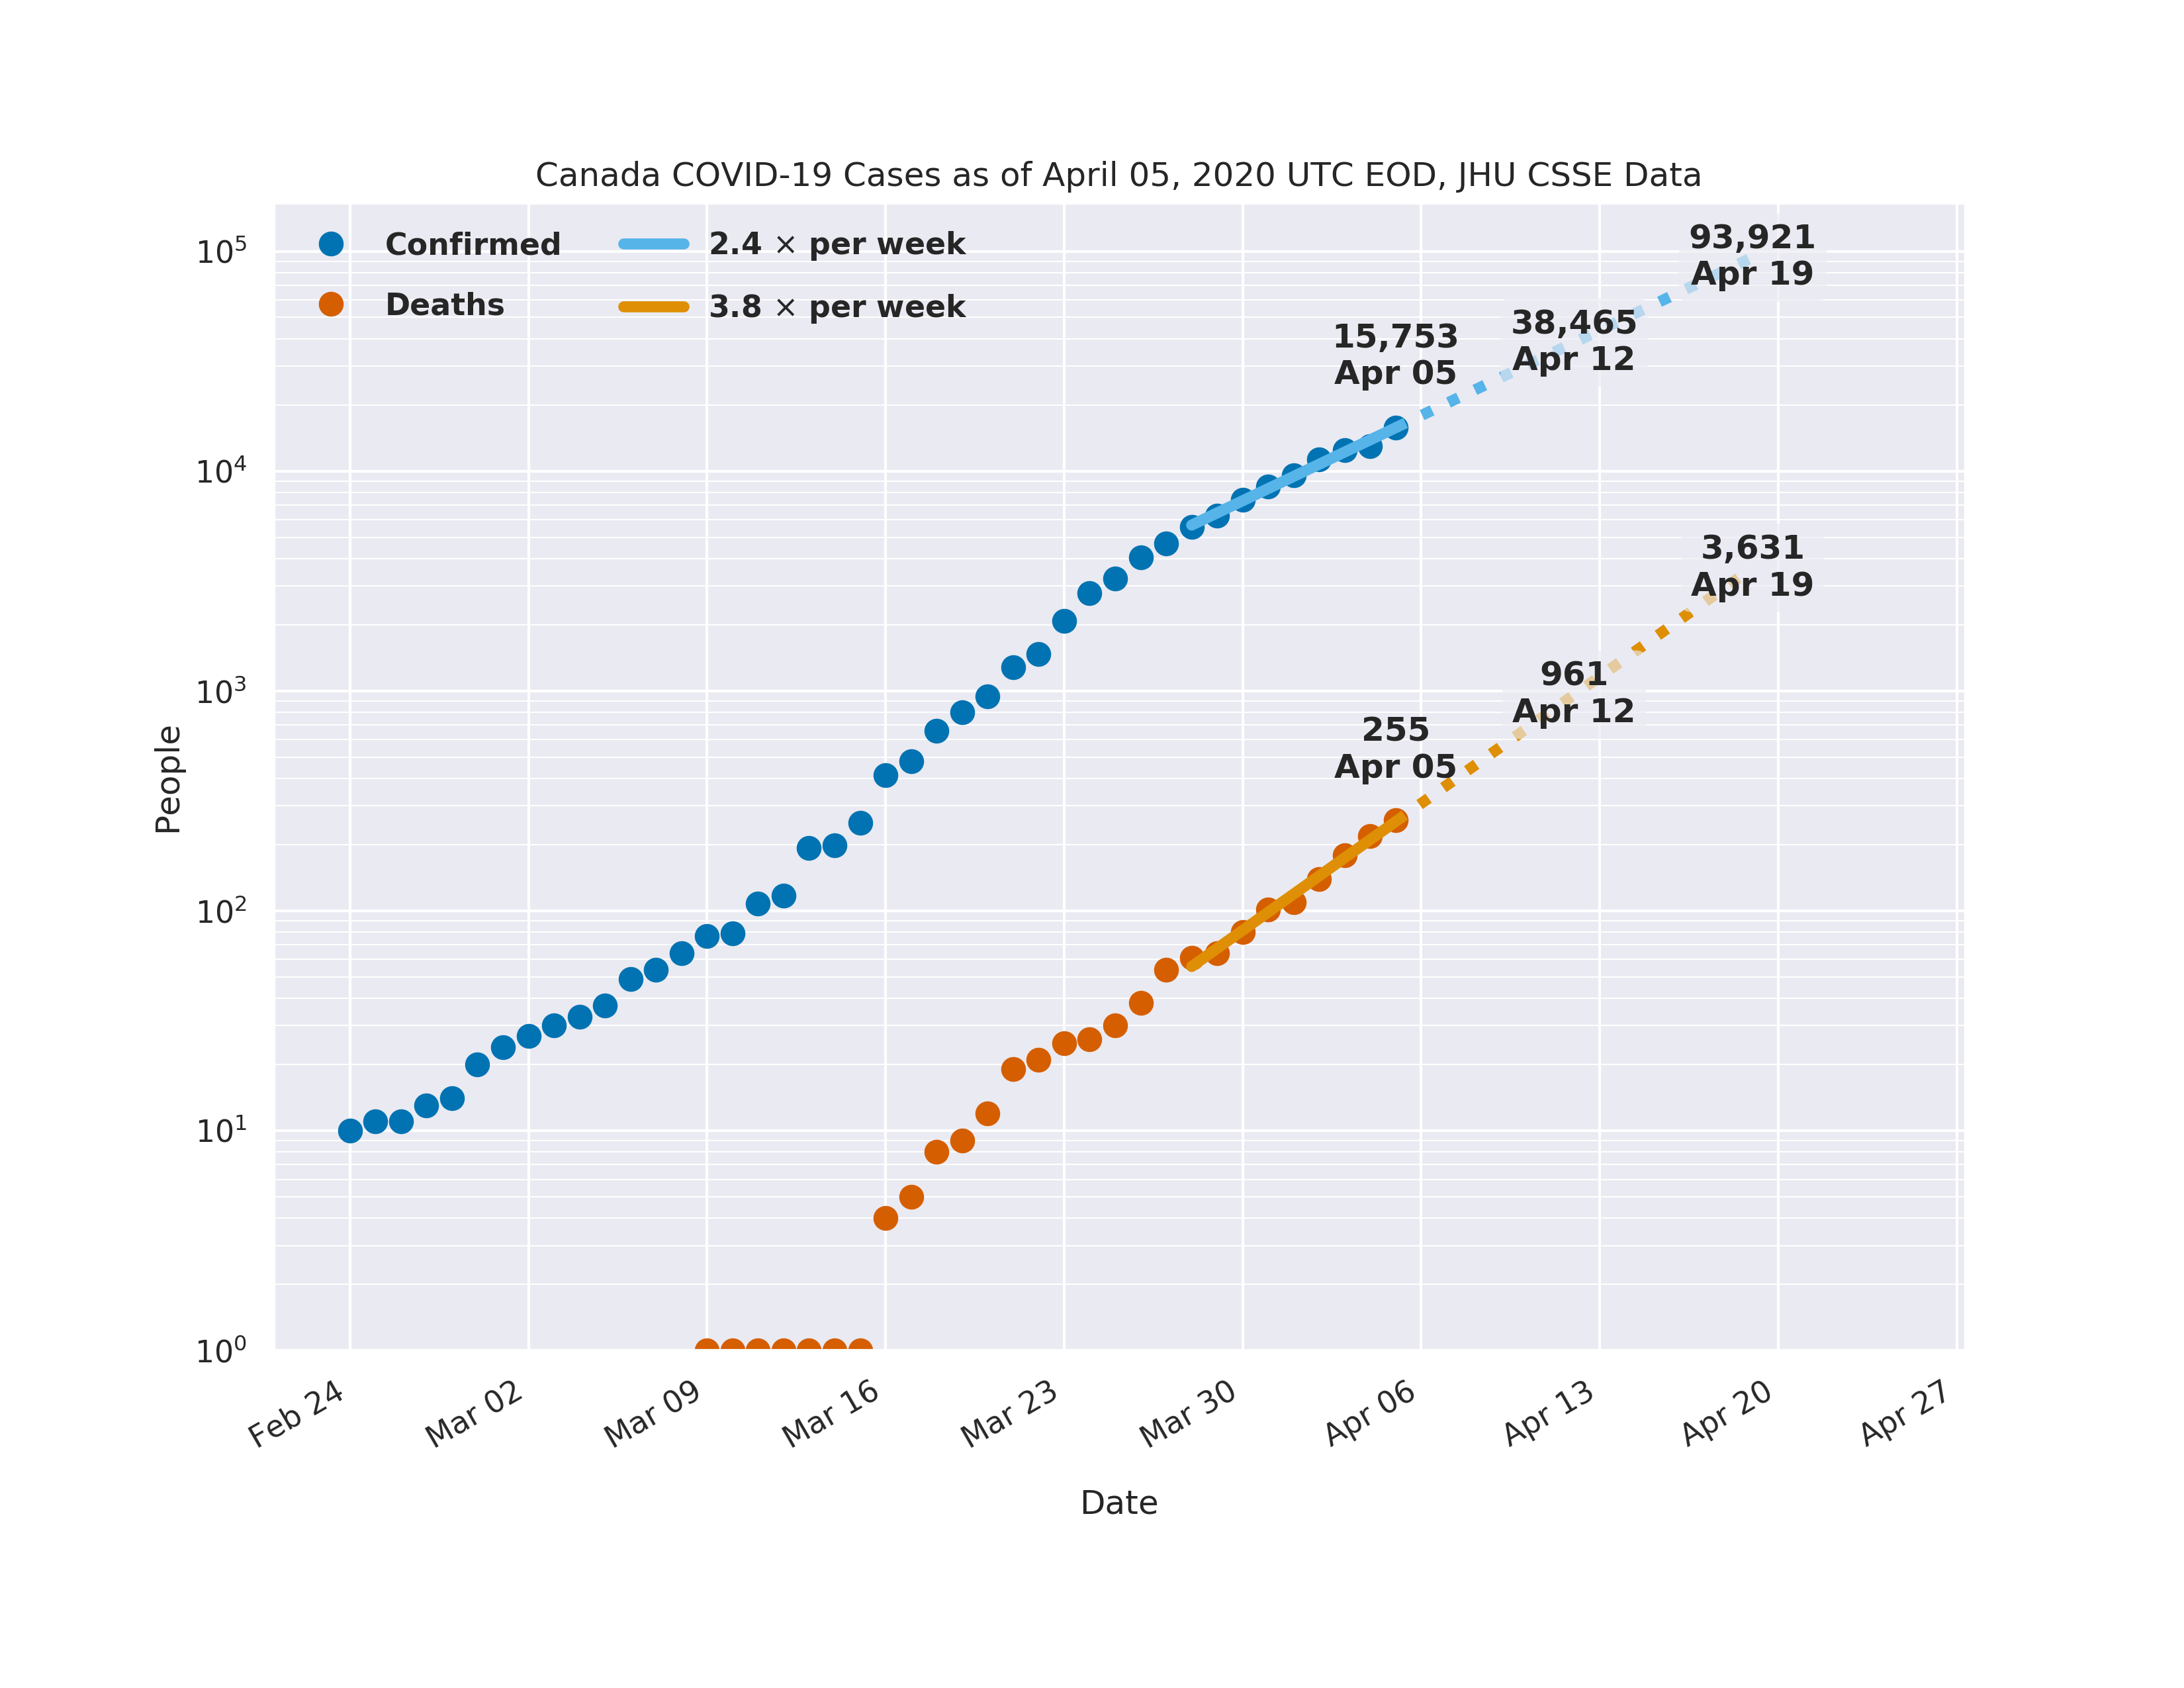 Canada COVID-19 Cases as of April 05, 2020 UTC EOD, JHU CSSE Data
Confirmed
Deaths
2.4 × per week
3.8 × per week
93,921
Apr 19
38,465
Apr 12
15,753
Apr 05
3,631
Apr 19
961
Apr 12
255
Apr 05
10⁵
10⁴
10³
10²
10¹
10⁰
People
Feb 24
Mar 02
Mar 09
Mar 16
Mar 23
Mar 30
Apr 06
Apr 13
Apr 20
Apr 27
Date